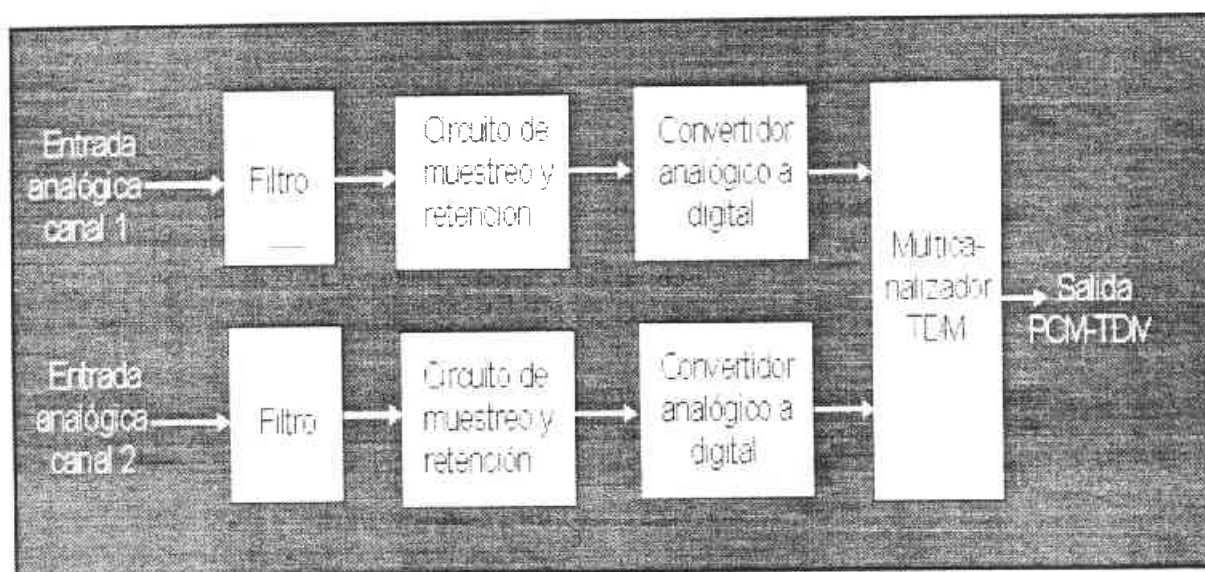 Entrada
analógica
canal 1
Filtro
Circuito de
muestreo y
retención
Convertidor
analógico a
digital
Multica-
nalizador
TDM
Salida
PCM-TDM
Entrada
analógica
canal 2
Filtro
Circuito de
muestreo y
retención
Convertidor
analógico a
digital